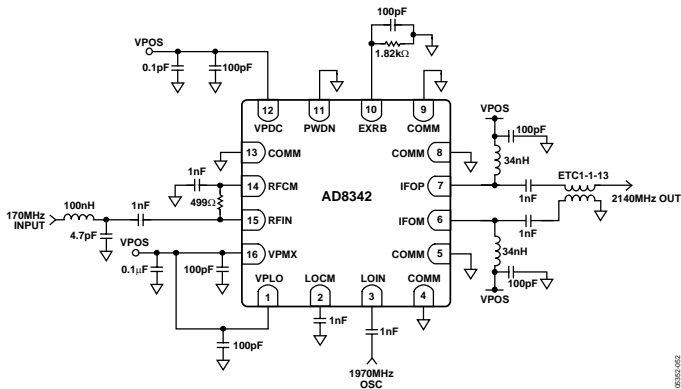 100pF
1.82kΩ
VPOS
0.1pF
100pF
12
11
10
9
VPDC
PWDN
EXRB
COMM
VPOS
100pF
34nH
13
COMM
COMM
8
1nF
14
RFCM
AD8342
IFOP
7
ETC1-1-13
1nF
2140MHz OUT
170MHz
INPUT
100nH
1nF
499Ω
15
RFIN
IFOM
6
1nF
4.7pF
VPOS
16
VPMX
COMM
5
34nH
0.1µF
100pF
VPLO
LOCM
LOIN
COMM
100pF
VPOS
1
2
3
4
1nF
1nF
100pF
1970MHz
OSC
05352-052